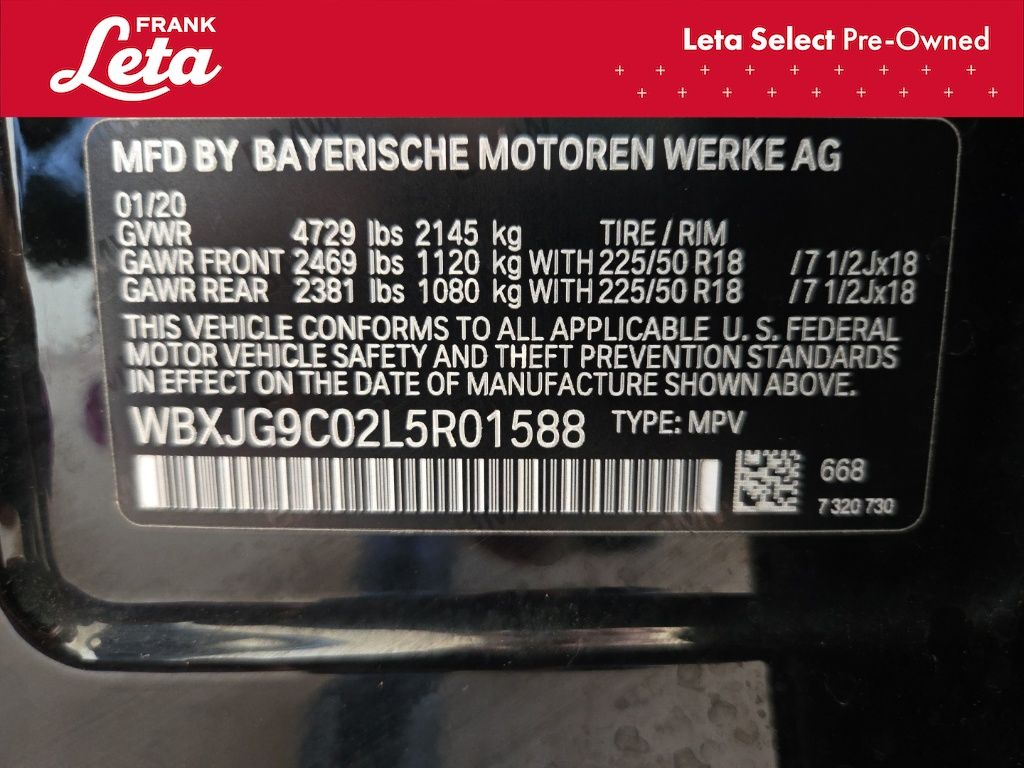 FRANK
Leta
Leta Select Pre-Owned
MFD BY BAYERISCHE MOTOREN WERKE AG
01/20
GVWR 4729 lbs 2145 kg TIRE / RIM
GAWR FRONT 2469 lbs 1120 kg WITH 225/50 R18 /7 1/2Jx18
GAWR REAR 2381 lbs 1080 kg WITH 225/50 R18 /7 1/2Jx18
THIS VEHICLE CONFORMS TO ALL APPLICABLE U. S. FEDERAL
MOTOR VEHICLE SAFETY AND THEFT PREVENTION STANDARDS
IN EFFECT ON THE DATE OF MANUFACTURE SHOWN ABOVE.
WBXJG9C02L5R01588 TYPE: MPV
668
7 320 730